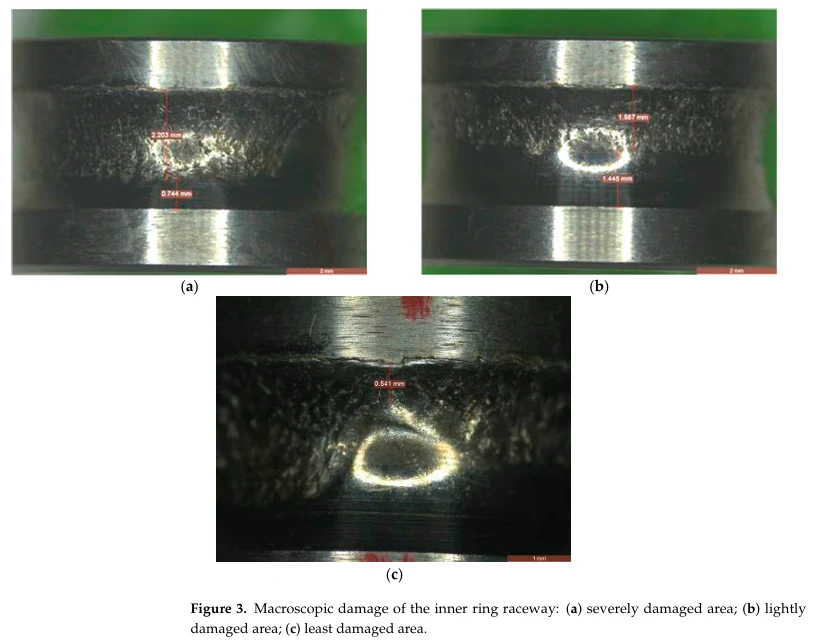 2.203 mm
0.744 mm
2 mm
(a)
1.587 mm
1.445 mm
2 mm
(b)
0.541 mm
1 mm
(c)
Figure 3. Macroscopic damage of the inner ring raceway: (a) severely damaged area; (b) lightly
damaged area; (c) least damaged area.